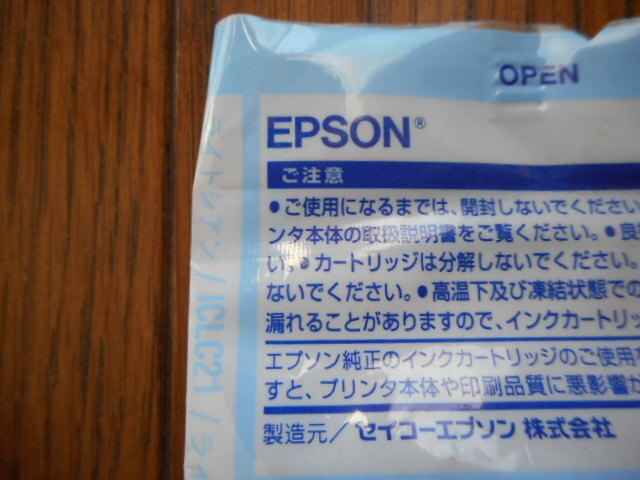 OPEN
EPSON®
ご注意
●ご使用になるまでは、開封しないでくださ
ンタ本体の取扱説明書をご覧ください。●良
い。●カートリッジは分解しないでください。
ないでください。●高温下及び凍結状態での
漏れることがありますので、インクカートリッ
エプソン純正のインクカートリッジのご使用
すと、プリンタ本体や印刷品質に悪影響が
製造元/セイコーエプソン 株式会社
ライトシアン/ICLC21/ライ